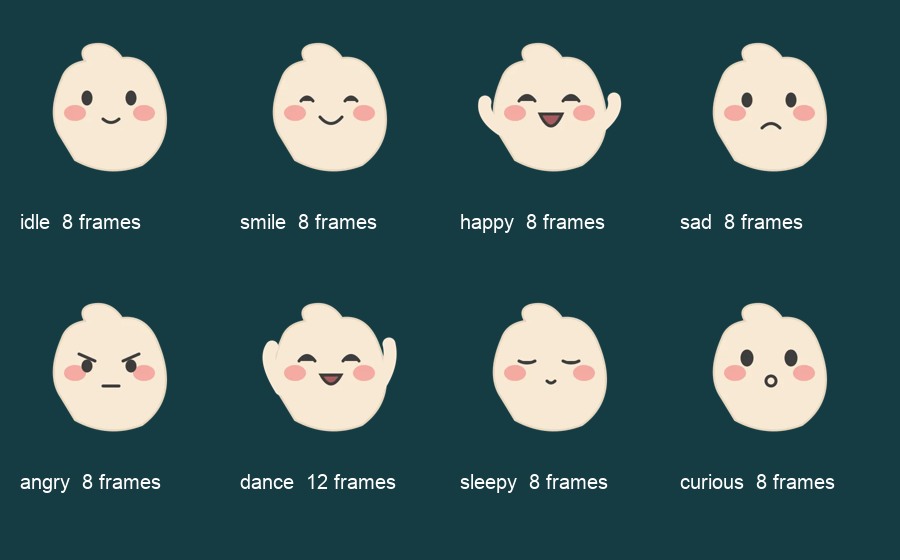 idle  8 frames
smile  8 frames
happy  8 frames
sad  8 frames
angry  8 frames
dance  12 frames
sleepy  8 frames
curious  8 frames